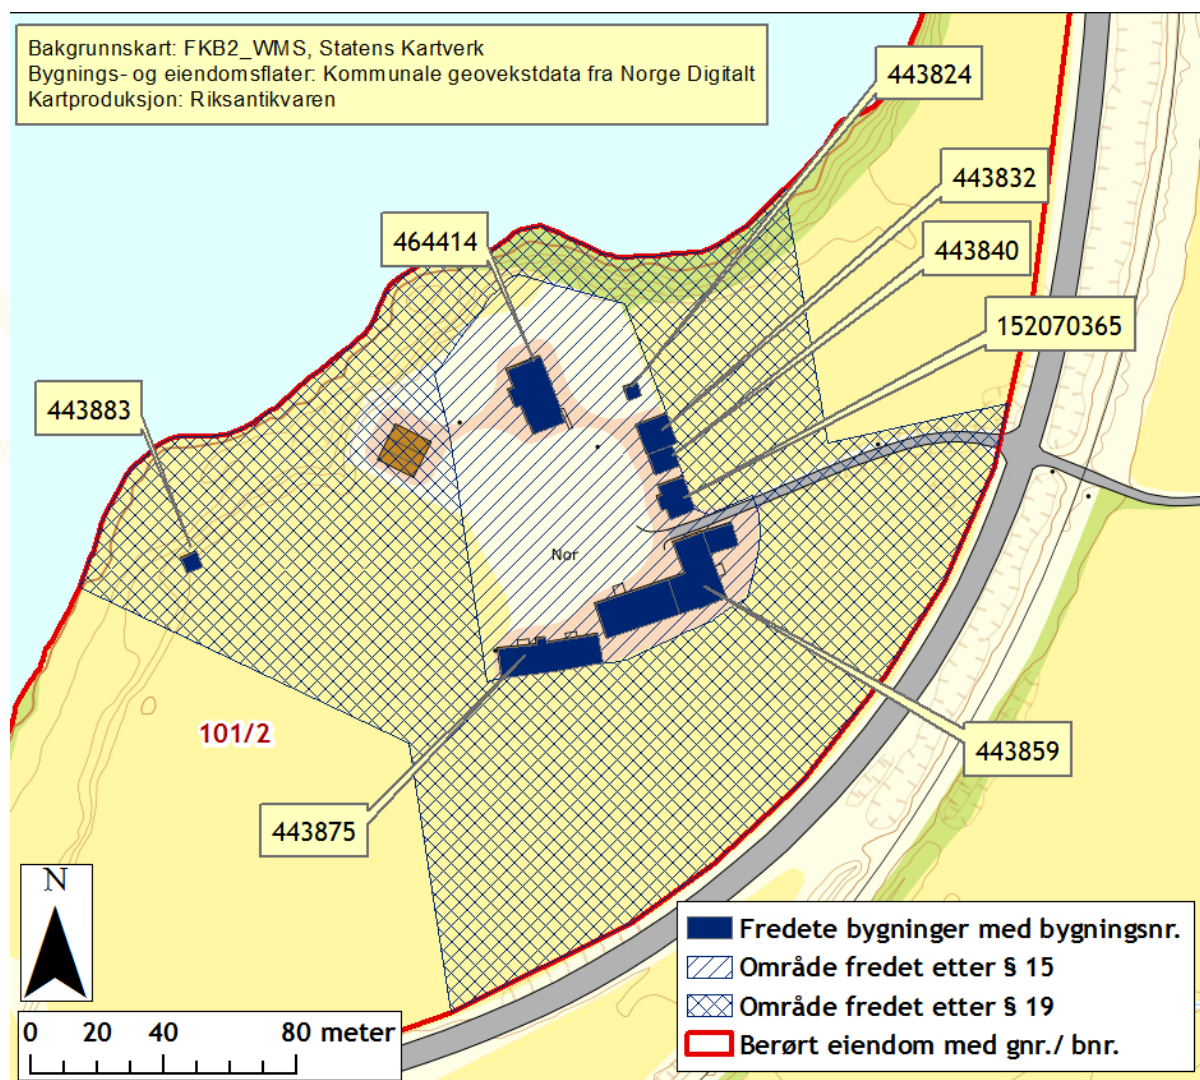 Bakgrunnskart: FKB2_WMS, Statens Kartverk
Bygnings- og eiendomsflater: Kommunale geovekstdata fra Norge Digitalt
Kartproduksjon: Riksantikvaren
443824
443832
464414
443840
152070365
443883
Nor
101/2
443859
443875
N
0 20 40 80 meter
Fredete bygninger med bygningsnr.
Område fredet etter § 15
Område fredet etter § 19
Berørt eiendom med gnr./ bnr.